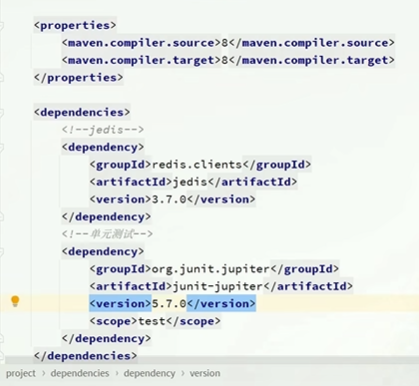 <properties>
<maven.compiler.source>8</maven.compiler.source>
<maven.compiler.target>8</maven.compiler.target>
</properties>
<dependencies>
<!--jedis-->
<dependency>
<groupId>redis.clients</groupId>
<artifactId>jedis</artifactId>
<version>3.7.0</version>
</dependency>
<!--单元测试-->
<dependency>
<groupId>org.junit.jupiter</groupId>
<artifactId>junit-jupiter</artifactId>
<version>5.7.0</version>
<scope>test</scope>
</dependency>
</dependencies>
project › dependencies › dependency › version